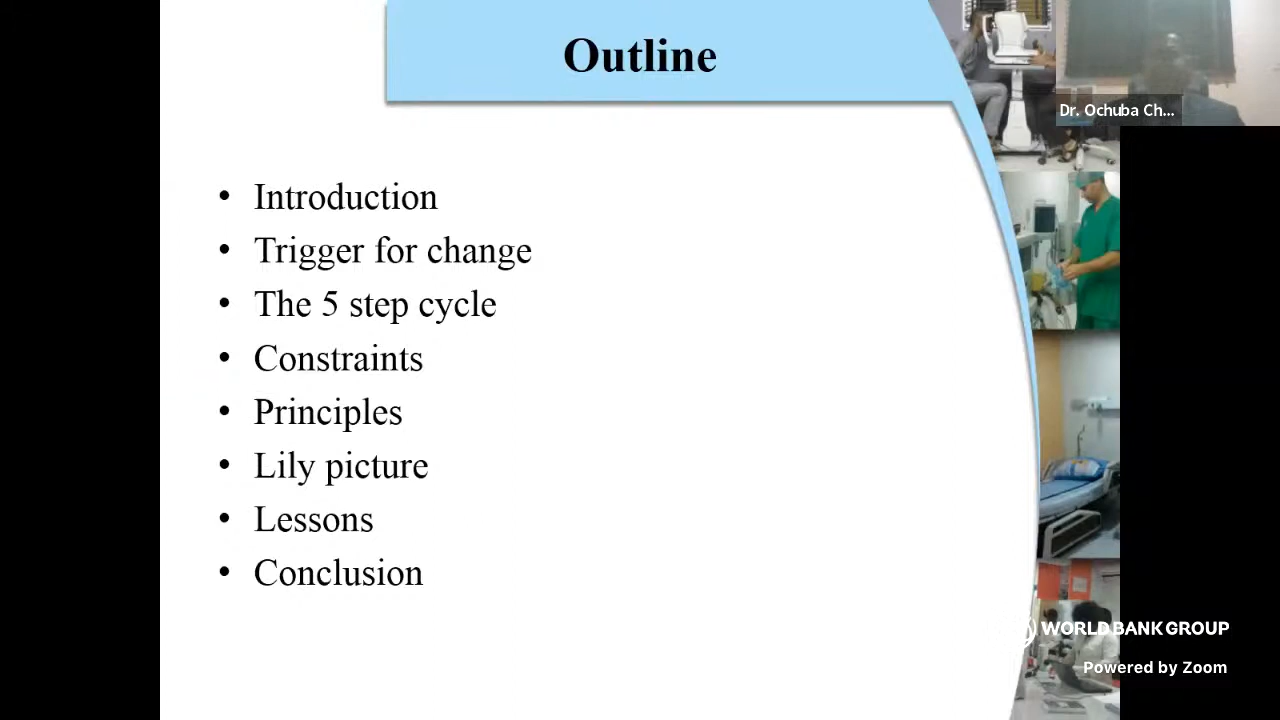 Outline
Dr. Ochuba Ch...
• Introduction
• Trigger for change
• The 5 step cycle
• Constraints
• Principles
• Lily picture
• Lessons
• Conclusion
WORLD BANK GROUP
Powered by Zoom